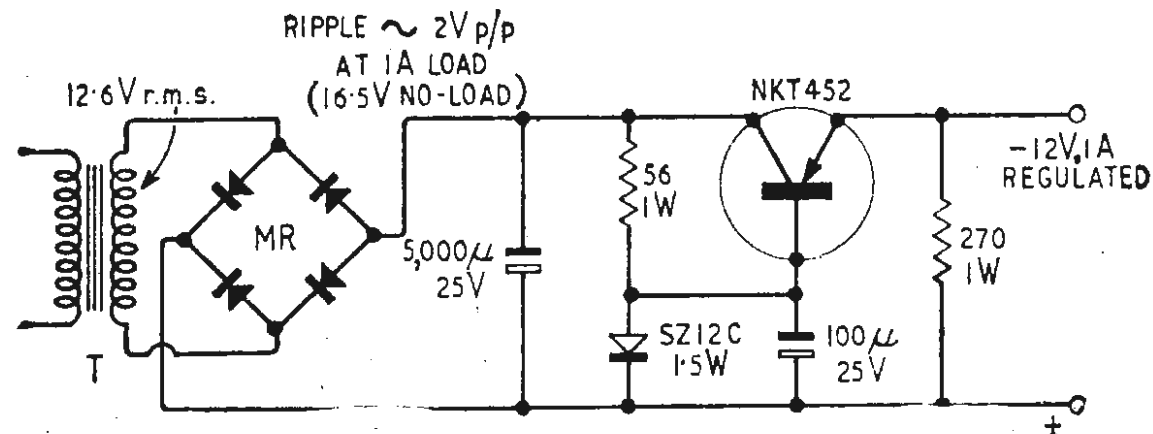 RIPPLE ~ 2V p/p
AT 1A LOAD
(16·5V NO-LOAD)
12·6V r.m.s.
NKT452
-12V,1A
REGULATED
56
1W
MR
5,000μ
25V
270
1W
SZ12C
1·5W
100μ
25V
T
+